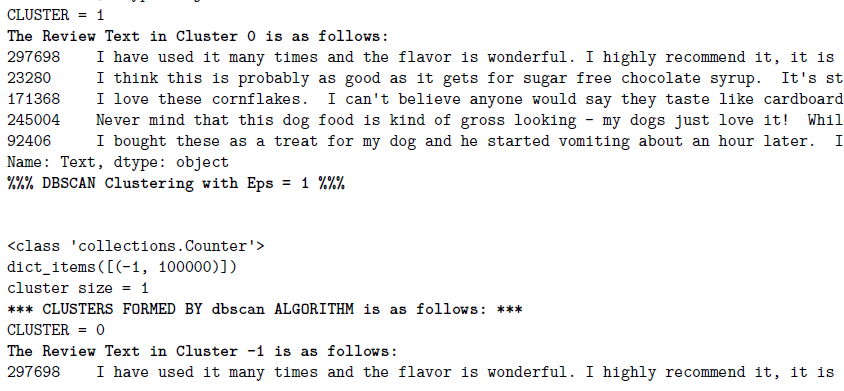 CLUSTER = 1
The Review Text in Cluster 0 is as follows:
297698 I have used it many times and the flavor is wonderful. I highly recommend it, it is
23280 I think this is probably as good as it gets for sugar free chocolate syrup. It's st
171368 I love these cornflakes. I can't believe anyone would say they taste like cardboard
245004 Never mind that this dog food is kind of gross looking - my dogs just love it! Whil
92406 I bought these as a treat for my dog and he started vomiting about an hour later. I
Name: Text, dtype: object
%%% DBSCAN Clustering with Eps = 1 %%%
<class 'collections.Counter'>
dict_items([(-1, 100000)])
cluster size = 1
*** CLUSTERS FORMED BY dbscan ALGORITHM is as follows: ***
CLUSTER = 0
The Review Text in Cluster -1 is as follows:
297698 I have used it many times and the flavor is wonderful. I highly recommend it, it is